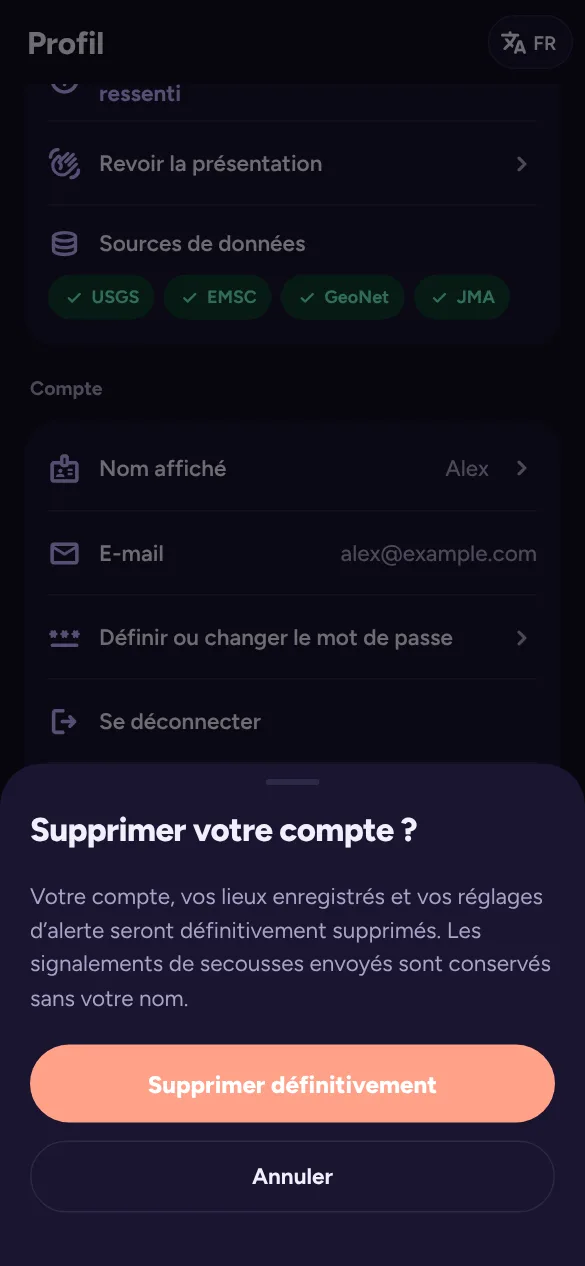 Profil
FR
ressenti
Revoir la présentation
Sources de données
USGS
EMSC
GeoNet
JMA
Compte
Nom affiché
Alex
E-mail
alex@example.com
Définir ou changer le mot de passe
Se déconnecter
Supprimer votre compte ?
Votre compte, vos lieux enregistrés et vos réglages
d’alerte seront définitivement supprimés. Les
signalements de secousses envoyés sont conservés
sans votre nom.
Supprimer définitivement
Annuler